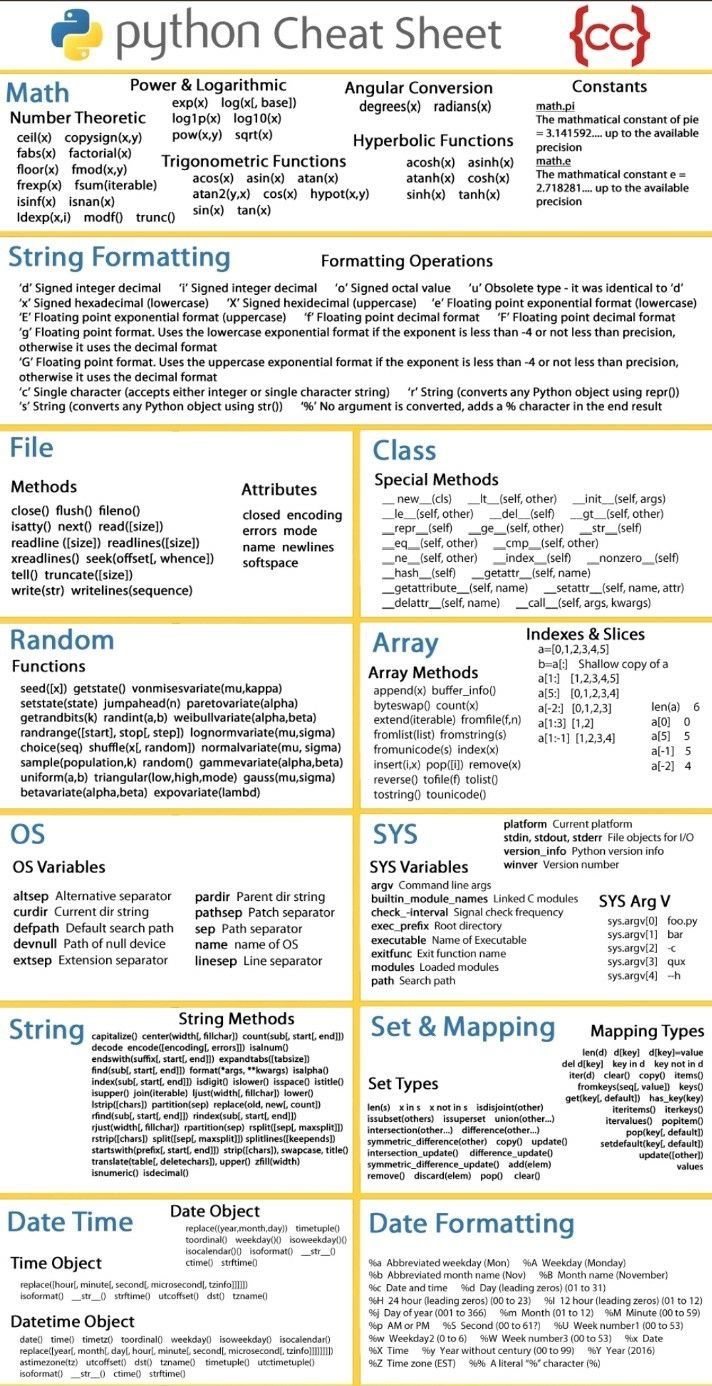 python Cheat Sheet
{cc}
Math
Power & Logarithmic
exp(x) log(x[, base])
log1p(x) log10(x)
pow(x,y) sqrt(x)
Number Theoretic
ceil(x) copysign(x,y)
fabs(x) factorial(x)
floor(x) fmod(x,y)
frexp(x) fsum(iterable)
isinf(x) isnan(x)
ldexp(x,i) modf() trunc()
Trigonometric Functions
acos(x) asin(x) atan(x)
atan2(y,x) cos(x) hypot(x,y)
sin(x) tan(x)
Angular Conversion
degrees(x) radians(x)
Hyperbolic Functions
acosh(x) asinh(x)
atanh(x) cosh(x)
sinh(x) tanh(x)
Constants
math.pi
The mathmatical constant of pie
= 3.141592.... up to the available
precision
math.e
The mathmatical constant e =
2.718281.... up to the available
precision
String Formatting
Formatting Operations
'd' Signed integer decimal 'i' Signed integer decimal 'o' Signed octal value 'u' Obsolete type - it was identical to 'd'
'x' Signed hexadecimal (lowercase) 'X' Signed hexidecimal (uppercase) 'e' Floating point exponential format (lowercase)
'E' Floating point exponential format (uppercase) 'f' Floating point decimal format 'F' Floating point decimal format
'g' Floating point format. Uses the lowercase exponential format if the exponent is less than -4 or not less than precision,
otherwise it uses the decimal format
'G' Floating point format. Uses the uppercase exponential format if the exponent is less than -4 or not less than precision,
otherwise it uses the decimal format
'c' Single character (accepts either integer or single character string) 'r' String (converts any Python object using repr())
's' String (converts any Python object using str()) '%' No argument is converted, adds a % character in the end result
File
Methods
close() flush() fileno()
isatty() next() read([size])
readline ([size]) readlines([size])
xreadlines() seek(offset[, whence])
tell() truncate([size])
write(str) writelines(sequence)
Attributes
closed encoding
errors mode
name newlines
softspace
Class
Special Methods
__ new__(cls) __lt__(self, other) __init__(self, args)
__le__(self, other) __del__(self) __gt__(self, other)
__repr__(self) __ge__(self, other) __str__(self)
__eq__(self, other) __cmp__(self, other)
__ne__(self, other) __index__(self) __nonzero__(self)
__hash__(self) __getattr__(self, name)
__getattribute__(self, name) __setattr__(self, name, attr)
__delattr__(self, name) __call__(self, args, kwargs)
Random
Functions
seed([x]) getstate() vonmisesvariate(mu,kappa)
setstate(state) jumpahead(n) paretovariate(alpha)
getrandbits(k) randint(a,b) weibullvariate(alpha,beta)
randrange([start], stop[, step]) lognormvariate(mu,sigma)
choice(seq) shuffle(x[, random]) normalvariate(mu, sigma)
sample(population,k) random() gammevariate(alpha,beta)
uniform(a,b) triangular(low,high,mode) gauss(mu,sigma)
betavariate(alpha,beta) expovariate(lambd)
Array
Array Methods
append(x) buffer_info()
byteswap() count(x)
extend(iterable) fromfile(f,n)
fromlist(list) fromstring(s)
fromunicode(s) index(x)
insert(i,x) pop([i]) remove(x)
reverse() tofile(f) tolist()
tostring() tounicode()
Indexes & Slices
a=[0,1,2,3,4,5]
b=a[:] Shallow copy of a
a[1:] [1,2,3,4,5]
a[5:] [0,1,2,3,4]
a[-2:] [0,1,2,3]
a[1:3] [1,2]
a[1:-1] [1,2,3,4]
len(a) 6
a[0] 0
a[5] 5
a[-1] 5
a[-2] 4
OS
OS Variables
altsep Alternative separator
curdir Current dir string
defpath Default search path
devnull Path of null device
extsep Extension separator
pardir Parent dir string
pathsep Patch separator
sep Path separator
name name of OS
linesep Line separator
SYS
SYS Variables
argv Command line args
builtin_module_names Linked C modules
check_-interval Signal check frequency
exec_prefix Root directory
executable Name of Executable
exitfunc Exit function name
modules Loaded modules
path Search path
platform Current platform
stdin, stdout, stderr File objects for I/O
version_info Python version info
winver Version number
SYS Arg V
sys.argv[0] foo.py
sys.argv[1] bar
sys.argv[2] -c
sys.argv[3] qux
sys.argv[4] --h
String
String Methods
capitalize() center(width[, fillchar]) count(sub[, start[, end]])
decode encode([encoding[, errors]]) isalnum()
endswith(suffix[, start[, end]]) expandtabs([tabsize])
find(sub[, start[, end]]) format(*args, **kwargs) isalpha()
index(sub[, start[, end]]) isdigit() islower() isspace() istitle()
isupper() join(iterable) ljust(width[, fillchar]) lower()
lstrip([chars]) partition(sep) replace(old, new[, count])
rfind(sub[, start[, end]]) rindex(sub[, start[, end]])
rjust(width[, fillchar]) rpartition(sep) rsplit([sep[, maxsplit]])
rstrip([chars]) split([sep[, maxsplit]) splitlines([keepends])
startswith(prefix[, start[, end]]) strip([chars]), swapcase, title()
translate(table[, deletechars]), upper() zfill(width)
isnumeric() isdecimal()
Set & Mapping
Set Types
len(s) x in s x not in s isdisjoint(other)
issubset(others) issuperset union(other...)
intersection(other...) difference(other...)
symmetric_difference(other) copy() update()
intersection_update() difference_update()
symmetric_difference_update() add(elem)
remove() discard(elem) pop() clear()
Mapping Types
len(d) d[key] d[key]=value
del d[key] key in d key not in d
iter(d) clear() copy() items()
fromkeys(seq[, value]) keys()
get(key[, default]) has_key(key)
iteritems() iterkeys()
itervalues() popitem()
pop(key[, default])
setdefault(key[, default])
update([other])
values
Date Time
Date Object
replace((year,month,day)) timetuple()
toordinal() weekday()() isoweekday()()
isocalendar()() isoformat() __str__()
ctime() strftime()
Time Object
replace([hour[, minute[, second[, microsecond[, tzinfo]]]]])
isoformat() __str__() strftime() utcoffset() dst() tzname()
Datetime Object
date() time() timetz() toordinal() weekday() isoweekday() isocalendar()
replace([year[, month[, day[, hour[, minute[, second[, microsecond[, tzinfo]]]]]]]])
astimezone(tz) utcoffset() dst() tzname() timetuple() utctimetuple()
isoformat() __str__() ctime() strftime()
Date Formatting
%a Abbreviated weekday (Mon) %A Weekday (Monday)
%b Abbreviated month name (Nov) %B Month name (November)
%c Date and time %d Day (leading zeros) (01 to 31)
%H 24 hour (leading zeros) (00 to 23) %I 12 hour (leading zeros) (01 to 12)
%j Day of year (001 to 366) %m Month (01 to 12) %M Minute (00 to 59)
%p AM or PM %S Second (00 to 61?) %U Week number1 (00 to 53)
%w Weekday2 (0 to 6) %W Week number3 (00 to 53) %x Date
%X Time %y Year without century (00 to 99) %Y Year (2016)
%Z Time zone (EST) %% A literal "%" character (%)